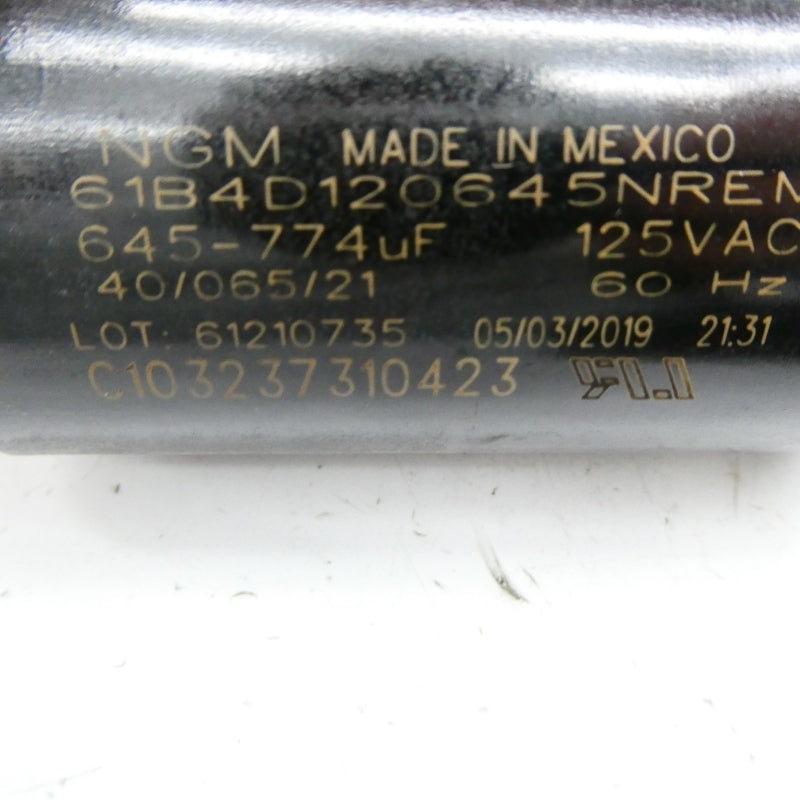 NGM MADE IN MEXICO
61B4D120645NREM
645-774uF 125VAC
40/065/21 60 Hz
LOT: 61210735 05/03/2019 21:31
C103237310423